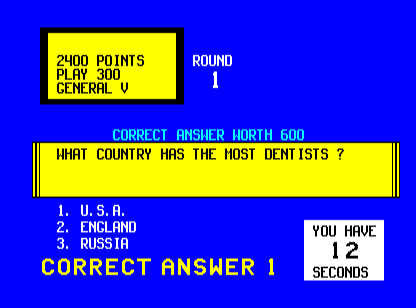 2400 POINTS
PLAY 300
GENERAL V
ROUND
1
CORRECT ANSWER WORTH 600
WHAT COUNTRY HAS THE MOST DENTISTS ?
1. U.S.A.
2. ENGLAND
3. RUSSIA
CORRECT ANSWER 1
YOU HAVE
12
SECONDS